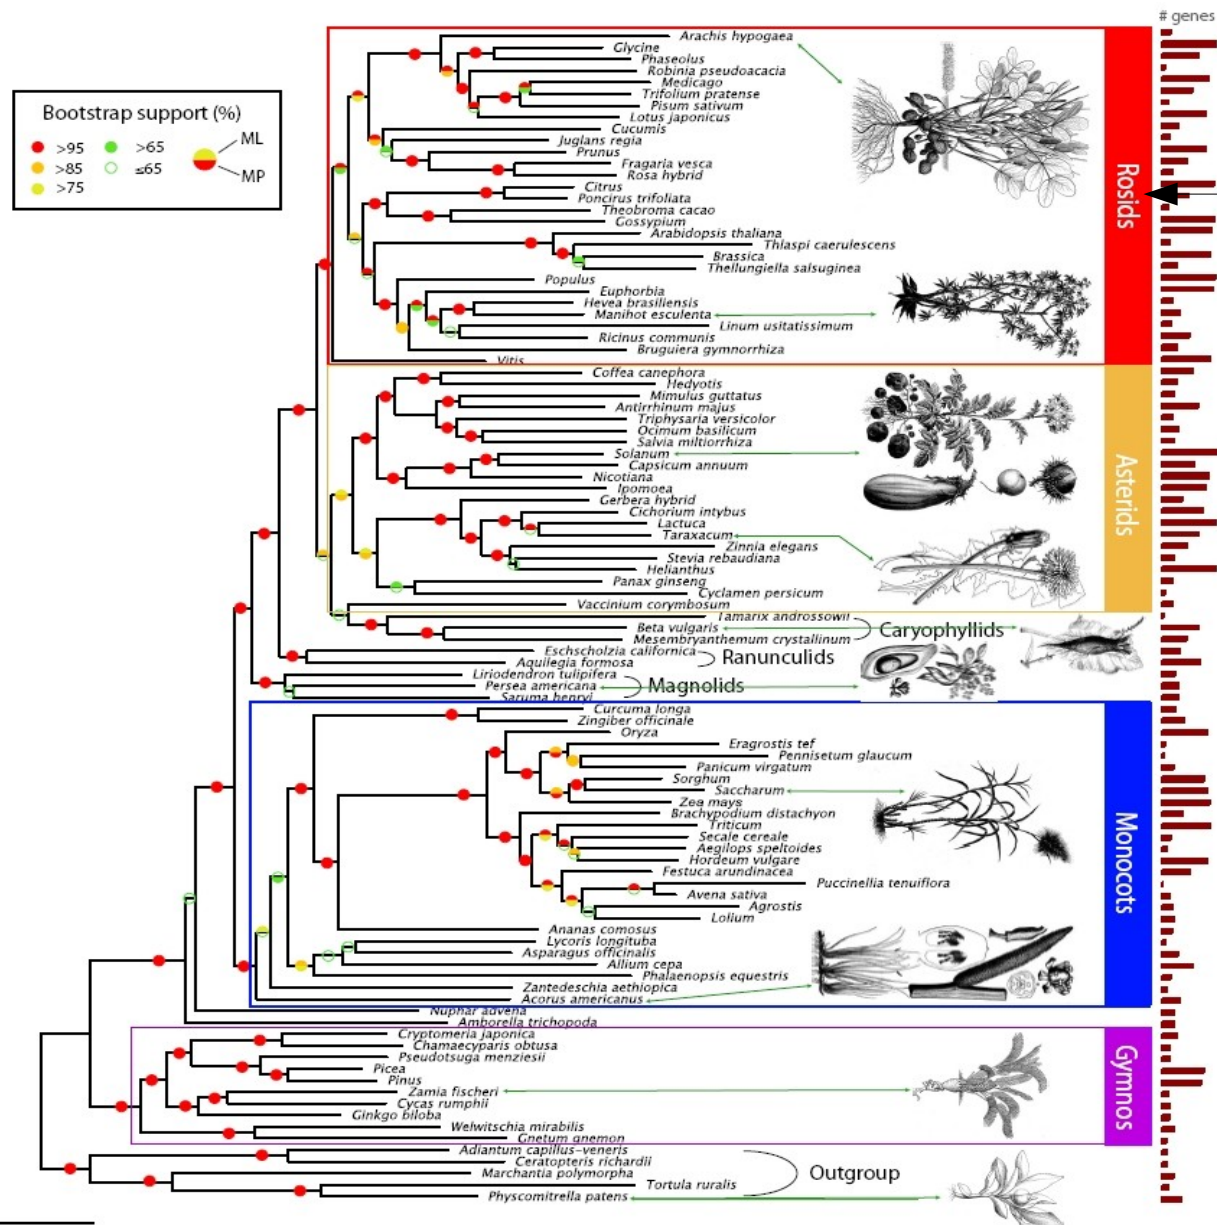 # genes
Bootstrap support (%)
>95
>65
ML
>85
≤65
MP
>75
Arachis hypogaea
Glycine
Phaseolus
Robinia pseudoacacia
Medicago
Trifolium pratense
Pisum sativum
Lotus japonicus
Cucumis
Juglans regia
Prunus
Fragaria vesca
Rosa hybrid
Citrus
Poncirus trifoliata
Theobroma cacao
Gossypium
Arabidopsis thaliana
Thlaspi caerulescens
Brassica
Thellungiella salsuginea
Populus
Euphorbia
Hevea brasiliensis
Manihot esculenta
Linum usitatissimum
Ricinus communis
Bruguiera gymnorrhiza
Vitis
Rosids
Coffea canephora
Hedyotis
Mimulus guttatus
Antirrhinum majus
Triphysaria versicolor
Ocimum basilicum
Salvia miltiorrhiza
Solanum
Capsicum annuum
Nicotiana
Ipomoea
Gerbera hybrid
Cichorium intybus
Lactuca
Taraxacum
Zinnia elegans
Stevia rebaudiana
Helianthus
Panax ginseng
Cyclamen persicum
Vaccinium corymbosum
Asterids
Tamarix androssowii
Beta vulgaris
Mesembryanthemum crystallinum
Caryophyllids
Eschscholzia californica
Aquilegia formosa
Ranunculids
Liriodendron tulipifera
Persea americana
Saruma henryi
Magnolids
Curcuma longa
Zingiber officinale
Oryza
Eragrostis tef
Pennisetum glaucum
Panicum virgatum
Sorghum
Saccharum
Zea mays
Brachypodium distachyon
Triticum
Secale cereale
Aegilops speltoides
Hordeum vulgare
Festuca arundinacea
Puccinellia tenuiflora
Avena sativa
Agrostis
Lolium
Ananas comosus
Lycoris longituba
Asparagus officinalis
Allium cepa
Phalaenopsis equestris
Zantedeschia aethiopica
Acorus americanus
Monocots
Nuphar advena
Amborella trichopoda
Cryptomeria japonica
Chamaecyparis obtusa
Pseudotsuga menziesii
Picea
Pinus
Zamia fischeri
Cycas rumphii
Ginkgo biloba
Welwitschia mirabilis
Gnetum gnemon
Gymnos
Adiantum capillus-veneris
Ceratopteris richardii
Marchantia polymorpha
Tortula ruralis
Physcomitrella patens
Outgroup